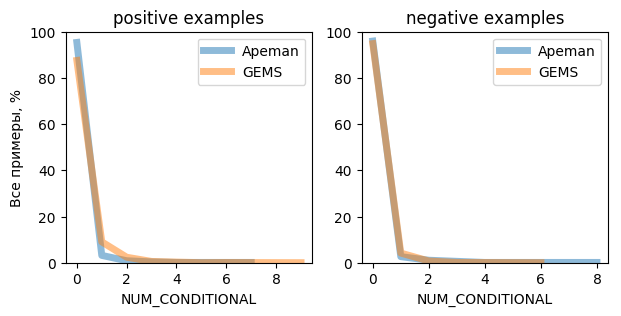 positive examples
negative examples
Все примеры, %
100
80
60
40
20
0
Apeman
GEMS
0
2
4
6
8
NUM_CONDITIONAL
100
80
60
40
20
0
Apeman
GEMS
0
2
4
6
8
NUM_CONDITIONAL